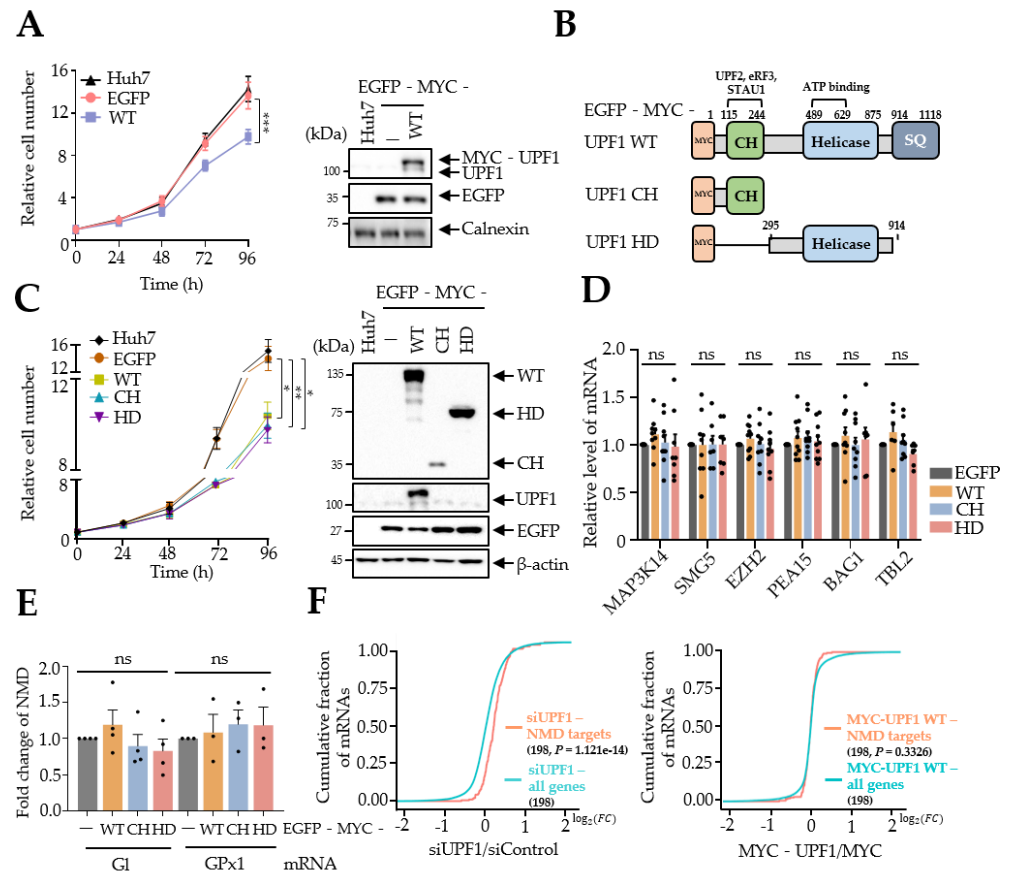 A
16
12
8
4
0
Relative cell number
Huh7
EGFP
WT
***
0 24 48 72 96
Time (h)
EGFP - MYC -
Huh7
—
WT
(kDa)
100
35
75
MYC - UPF1
UPF1
EGFP
Calnexin
B
UPF2, eRF3,
STAU1
ATP binding
EGFP - MYC -
1 115 244 489 629 875 914 1118
UPF1 WT
MYC CH Helicase SQ
UPF1 CH
MYC CH
UPF1 HD
MYC 295 Helicase 914
C
16
12
12
8
8
0
Relative cell number
Huh7
EGFP
WT
CH
HD
* ** *
0 24 48 72 96
Time (h)
EGFP - MYC -
Huh7
—
WT
CH
HD
(kDa)
135
75
35
100
27
45
WT
HD
CH
UPF1
EGFP
β-actin
D
2.0
1.5
1.0
0.5
0
Relative level of mRNA
ns ns ns ns ns ns
MAP3K14
SMG5
EZH2
PEA15
BAG1
TBL2
EGFP
WT
CH
HD
E
2.0
1.5
1.0
0.5
0.0
Fold change of NMD
ns ns
— WT CH HD — WT CH HD EGFP - MYC -
Gl GPx1 mRNA
F
1.00
0.75
0.50
0.25
0.00
Cumulative fraction
of mRNAs
siUPF1 –
NMD targets
(198, P = 1.121e-14)
siUPF1 –
all genes
(198)
-2 -1 0 1 2 log₂(FC)
siUPF1/siControl
1.00
0.75
0.50
0.25
0.00
Cumulative fraction
of mRNAs
MYC-UPF1 WT –
NMD targets
(198, P = 0.3326)
MYC-UPF1 WT –
all genes
(198)
-2 -1 0 1 2 log₂(FC)
MYC - UPF1/MYC